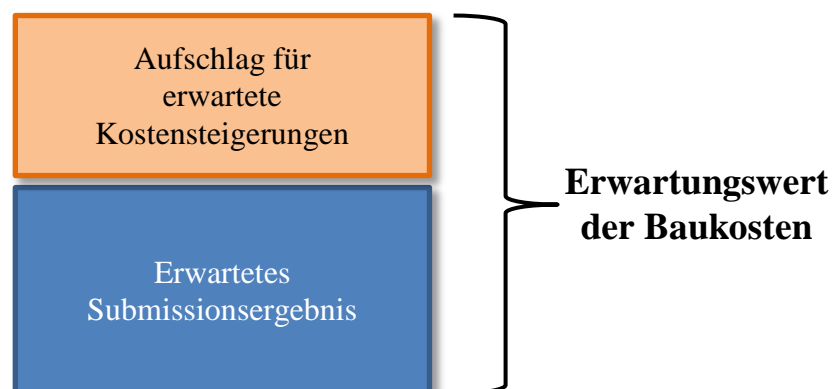 Aufschlag für
erwartete
Kostensteigerungen
Erwartetes
Submissionsergebnis
Erwartungswert
der Baukosten